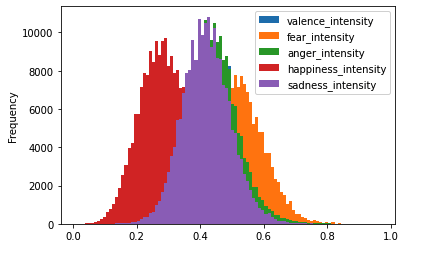 valence_intensity
fear_intensity
anger_intensity
happiness_intensity
sadness_intensity
Frequency
10000
8000
6000
4000
2000
0
0.0 0.2 0.4 0.6 0.8 1.0